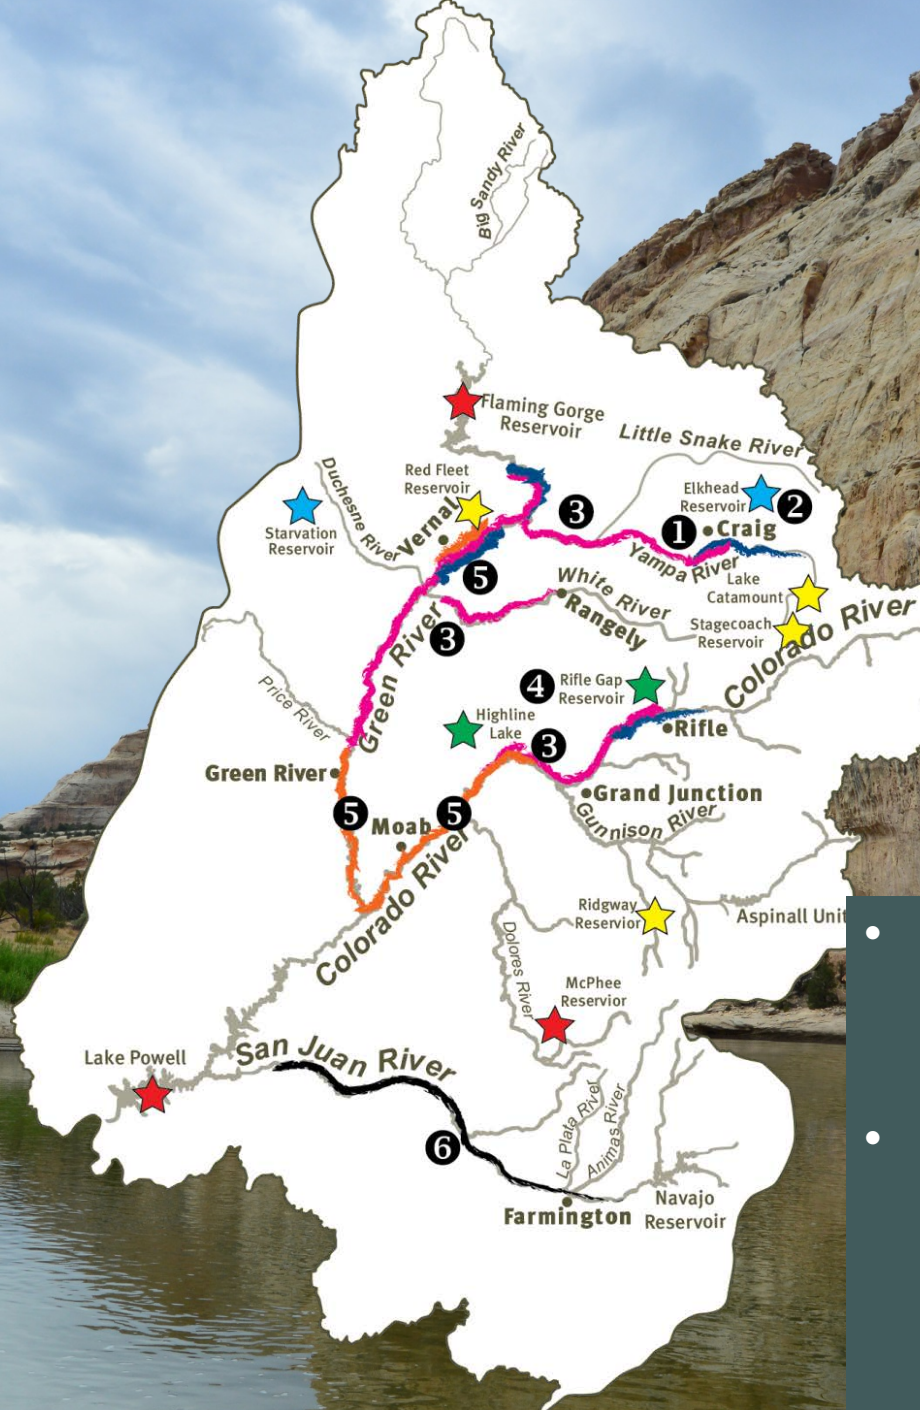 Big Sandy River
Flaming Gorge
Reservoir
Little Snake River
Duchesne River
Red Fleet
Reservoir
Elkhead
Reservoir
2
Starvation
Reservoir
Vernal
3
1
Craig
Yampa River
5
Lake
Catamount
White River
Rangely
Stagecoach
Reservoir
Colorado River
3
Green River
Price River
4
Rifle Gap
Reservoir
Highline
Lake
Rifle
3
Green River
Grand Junction
5
5
Moab
Gunnison River
Colorado River
Ridgway
Reservior
Aspinall Unit
Dolores River
McPhee
Reservior
Lake Powell
San Juan River
La Plata River
Animas River
6
Farmington
Navajo
Reservoir